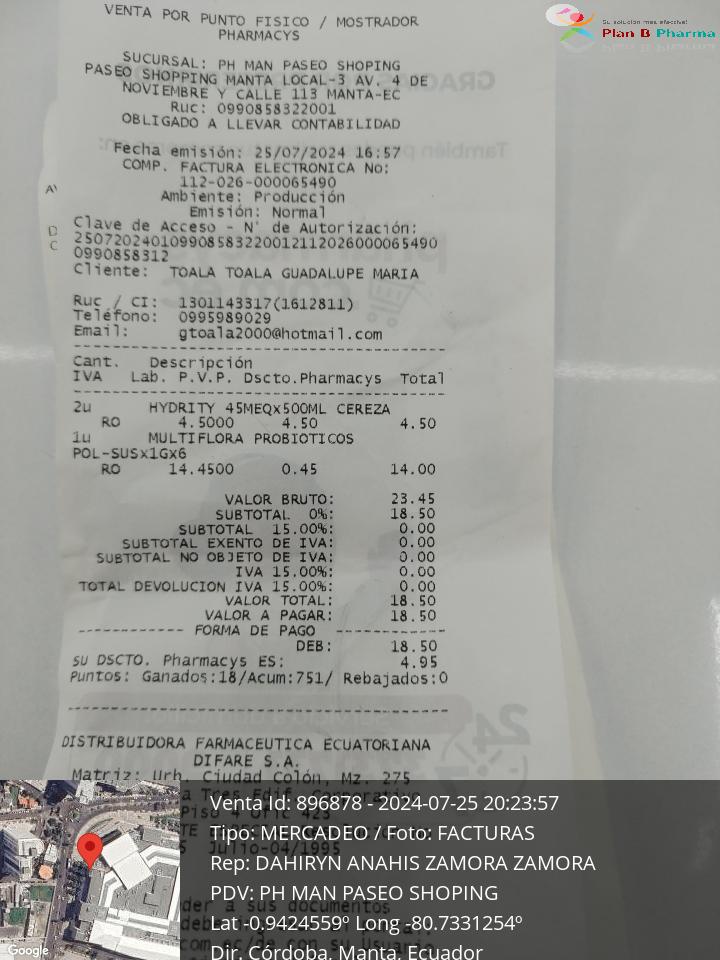 VENTA POR PUNTO FISICO / MOSTRADOR
PHARMACYS
Su solucion mas efectiva!
Plan B Pharma
SUCURSAL: PH MAN PASEO SHOPING
PASEO SHOPPING MANTA LOCAL-3 AV. 4 DE
NOVIEMBRE Y CALLE 113 MANTA-EC
Ruc: 0990858322001
OBLIGADO A LLEVAR CONTABILIDAD
Fecha emisión: 25/07/2024 16:57
COMP. FACTURA ELECTRONICA No:
112-026-000065490
Ambiente: Producción
Emisión: Normal
Clave de Acceso - N° de Autorización:
250720240109908583220012112026000065490
0990858312
Cliente: TOALA TOALA GUADALUPE MARIA
Ruc / CI: 1301143317(1612811)
Teléfono: 0995989029
Email: gtoala2000@hotmail.com
Cant. Descripción
IVA Lab. P.V.P. Dscto.Pharmacys Total
2u HYDRITY 45MEQx500ML CEREZA
RO 4.5000 4.50 4.50
1u MULTIFLORA PROBIOTICOS
POL-SUSx1Gx6
RO 14.4500 0.45 14.00
VALOR BRUTO: 23.45
SUBTOTAL 0%: 18.50
SUBTOTAL 15.00%: 0.00
SUBTOTAL EXENTO DE IVA: 0.00
SUBTOTAL NO OBJETO DE IVA: 0.00
IVA 15.00%: 0.00
TOTAL DEVOLUCION IVA 15.00%: 0.00
VALOR TOTAL: 18.50
VALOR A PAGAR: 18.50
----------- FORMA DE PAGO -----------
DEB: 18.50
SU DSCTO. Pharmacys ES: 4.95
Puntos: Ganados:18/Acum:751/ Rebajados:0
DISTRIBUIDORA FARMACEUTICA ECUATORIANA
DIFARE S.A.
Matriz: Urb. Ciudad Colón, Mz. 275
Venta Id: 896878 - 2024-07-25 20:23:57
Tipo: MERCADEO / Foto: FACTURAS
Rep: DAHIRYN ANAHIS ZAMORA ZAMORA
PDV: PH MAN PASEO SHOPING
Lat -0.9424559º Long -80.7331254º
Dir. Córdoba, Manta, Ecuador
Google